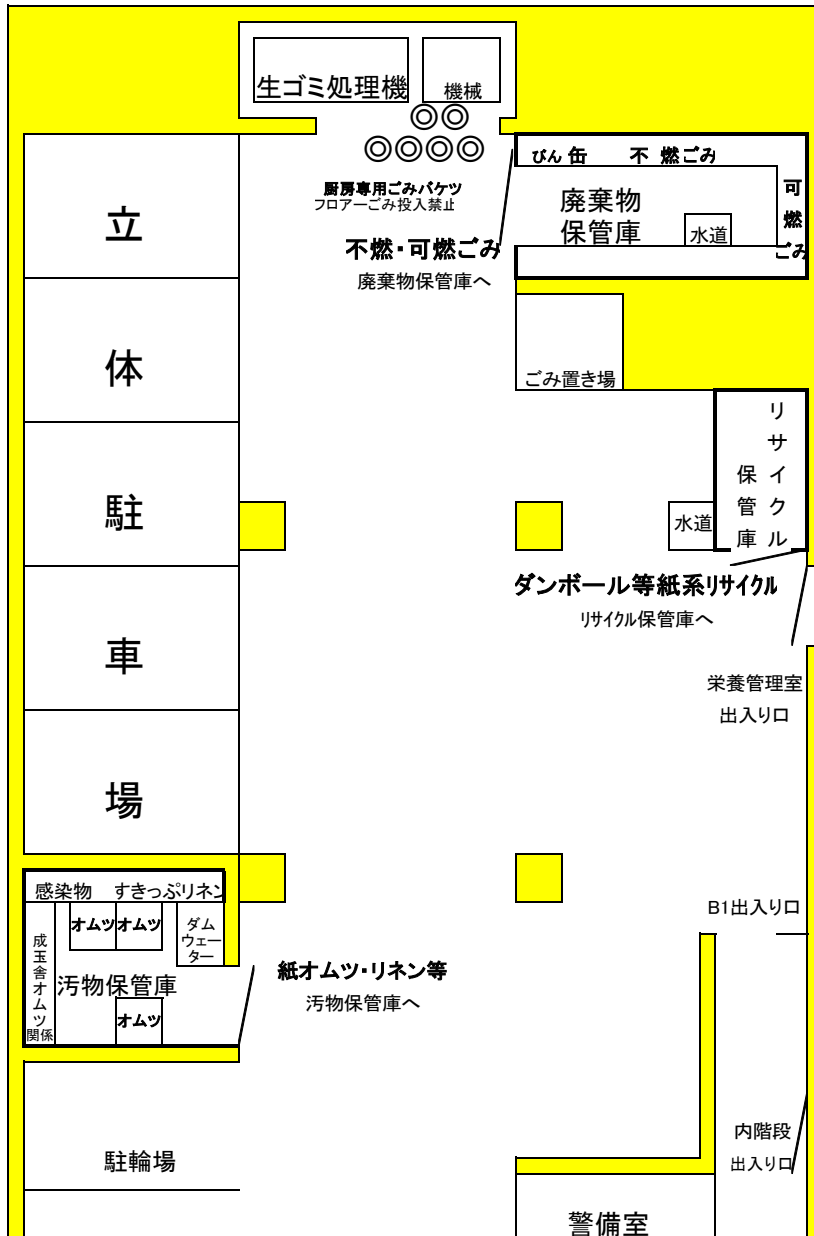 生ゴミ処理機
機械
◎◎
◎◎◎◎
厨房専用ごみバケツ
フロアーごみ投入禁止
不燃・可燃ごみ
廃棄物保管庫へ
びん 缶 不 燃ごみ
可燃ごみ
廃棄物
保管庫
水道
ごみ置き場
リサイクル
保管庫
水道
ダンボール等紙系リサイクル
リサイクル保管庫へ
栄養管理室
出入り口
立体駐車場
感染物 すきっぷリネン
オムツ オムツ
ダム
ウェー
ター
成玉舎オムツ
関係
汚物保管庫
オムツ
紙オムツ・リネン等
汚物保管庫へ
B1出入り口
駐輪場
内階段
出入り口
警備室